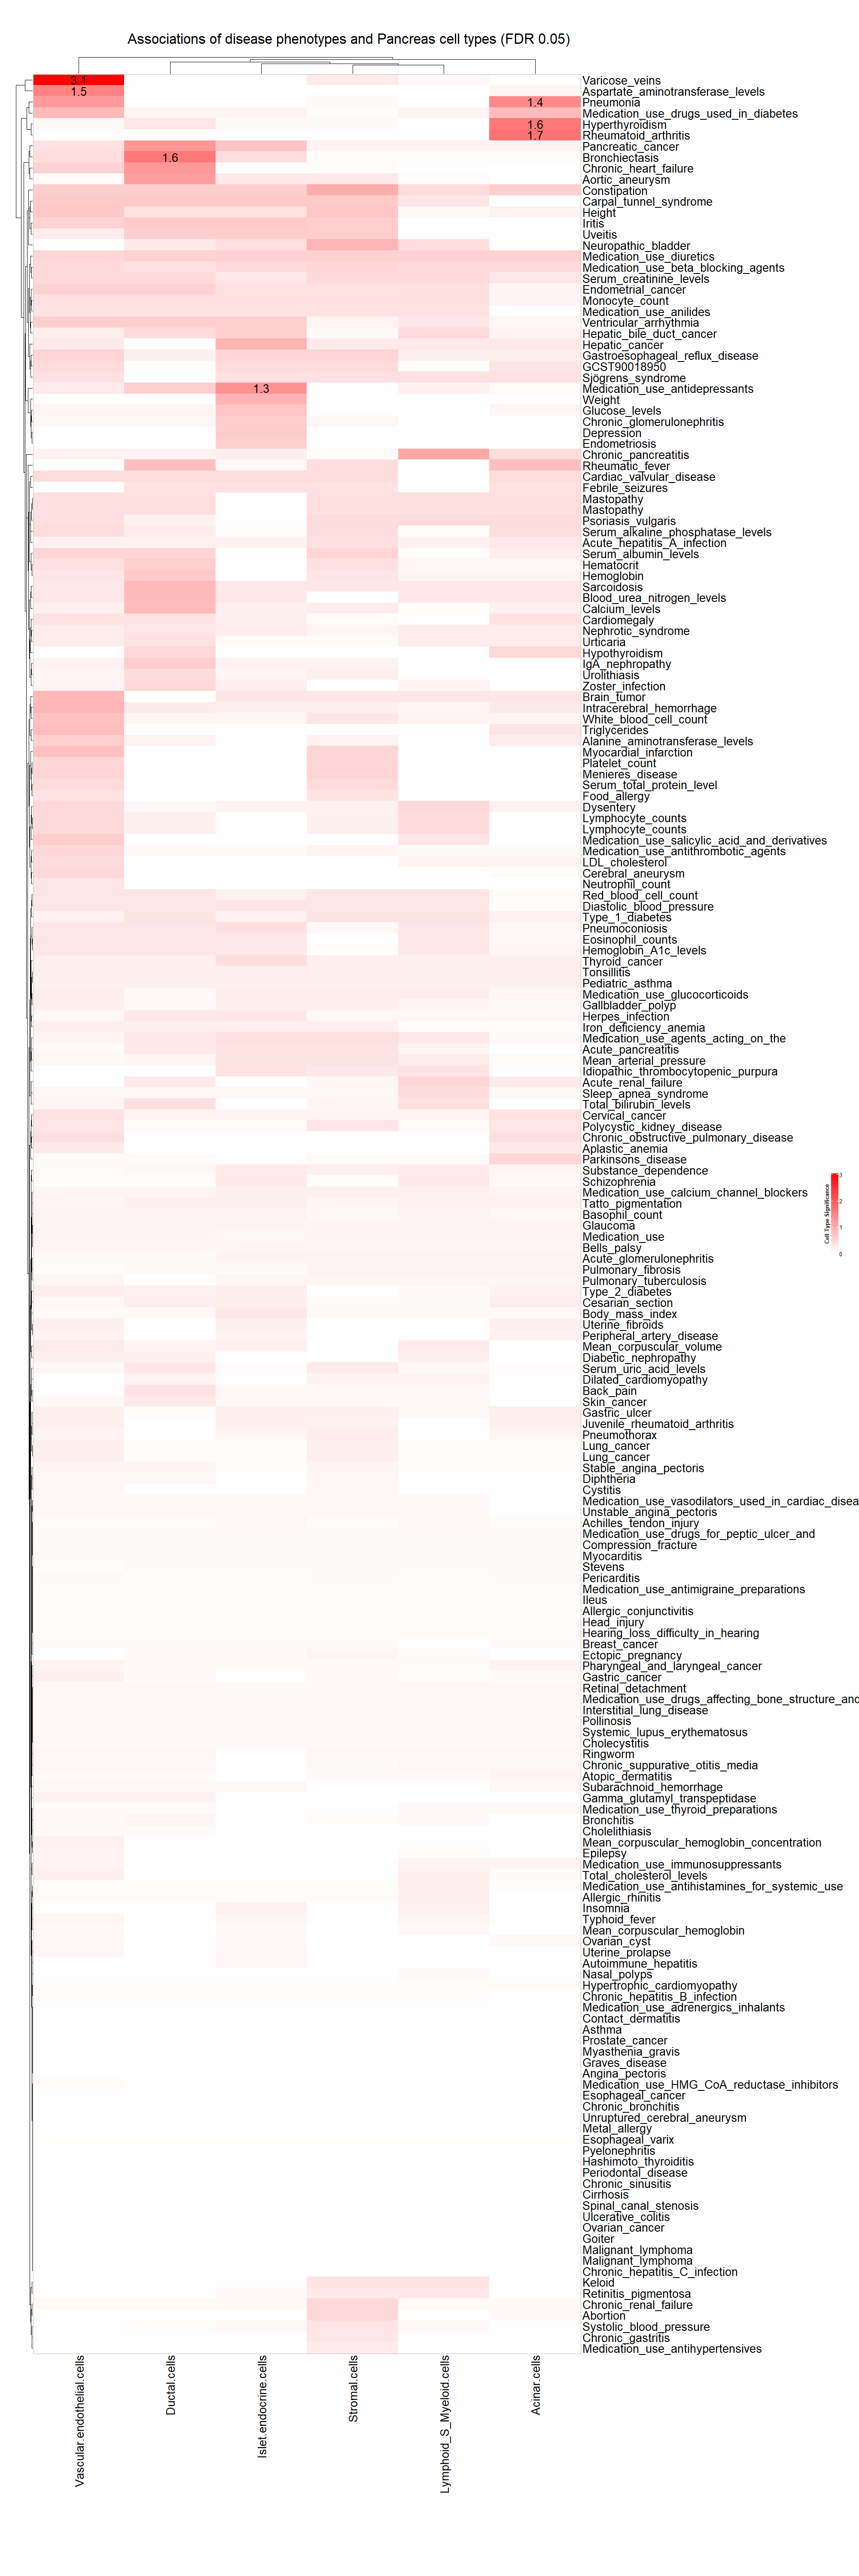 Associations of disease phenotypes and Pancreas cell types (FDR 0.05)
3.1 Varicose_veins
1.5 Aspartate_aminotransferase_levels
1.4 Pneumonia
Medication_use_drugs_used_in_diabetes
1.6 Hyperthyroidism
1.7 Rheumatoid_arthritis
Pancreatic_cancer
1.6 Bronchiectasis
Chronic_heart_failure
Aortic_aneurysm
Constipation
Carpal_tunnel_syndrome
Height
Iritis
Uveitis
Neuropathic_bladder
Medication_use_diuretics
Medication_use_beta_blocking_agents
Serum_creatinine_levels
Endometrial_cancer
Monocyte_count
Medication_use_anilides
Ventricular_arrhythmia
Hepatic_bile_duct_cancer
Hepatic_cancer
Gastroesophageal_reflux_disease
GCST90018950
Sjögrens_syndrome
1.3 Medication_use_antidepressants
Weight
Glucose_levels
Chronic_glomerulonephritis
Depression
Endometriosis
Chronic_pancreatitis
Rheumatic_fever
Cardiac_valvular_disease
Febrile_seizures
Mastopathy
Mastopathy
Psoriasis_vulgaris
Serum_alkaline_phosphatase_levels
Acute_hepatitis_A_infection
Serum_albumin_levels
Hematocrit
Hemoglobin
Sarcoidosis
Blood_urea_nitrogen_levels
Calcium_levels
Cardiomegaly
Nephrotic_syndrome
Urticaria
Hypothyroidism
IgA_nephropathy
Urolithiasis
Zoster_infection
Brain_tumor
Intracerebral_hemorrhage
White_blood_cell_count
Triglycerides
Alanine_aminotransferase_levels
Myocardial_infarction
Platelet_count
Menieres_disease
Serum_total_protein_level
Food_allergy
Dysentery
Lymphocyte_counts
Lymphocyte_counts
Medication_use_salicylic_acid_and_derivatives
Medication_use_antithrombotic_agents
LDL_cholesterol
Cerebral_aneurysm
Neutrophil_count
Red_blood_cell_count
Diastolic_blood_pressure
Type_1_diabetes
Pneumoconiosis
Eosinophil_counts
Hemoglobin_A1c_levels
Thyroid_cancer
Tonsillitis
Pediatric_asthma
Medication_use_glucocorticoids
Gallbladder_polyp
Herpes_infection
Iron_deficiency_anemia
Medication_use_agents_acting_on_the
Acute_pancreatitis
Mean_arterial_pressure
Idiopathic_thrombocytopenic_purpura
Acute_renal_failure
Sleep_apnea_syndrome
Total_bilirubin_levels
Cervical_cancer
Polycystic_kidney_disease
Chronic_obstructive_pulmonary_disease
Aplastic_anemia
Parkinsons_disease
Substance_dependence
Schizophrenia
Medication_use_calcium_channel_blockers
Tatto_pigmentation
Basophil_count
Glaucoma
Medication_use
Bells_palsy
Acute_glomerulonephritis
Pulmonary_fibrosis
Pulmonary_tuberculosis
Type_2_diabetes
Cesarian_section
Body_mass_index
Uterine_fibroids
Peripheral_artery_disease
Mean_corpuscular_volume
Diabetic_nephropathy
Serum_uric_acid_levels
Dilated_cardiomyopathy
Back_pain
Skin_cancer
Gastric_ulcer
Juvenile_rheumatoid_arthritis
Pneumothorax
Lung_cancer
Lung_cancer
Stable_angina_pectoris
Diphtheria
Cystitis
Medication_use_vasodilators_used_in_cardiac_disea
Unstable_angina_pectoris
Achilles_tendon_injury
Medication_use_drugs_for_peptic_ulcer_and
Compression_fracture
Myocarditis
Stevens
Pericarditis
Medication_use_antimigraine_preparations
Ileus
Allergic_conjunctivitis
Head_injury
Hearing_loss_difficulty_in_hearing
Breast_cancer
Ectopic_pregnancy
Pharyngeal_and_laryngeal_cancer
Gastric_cancer
Retinal_detachment
Medication_use_drugs_affecting_bone_structure_and
Interstitial_lung_disease
Pollinosis
Systemic_lupus_erythematosus
Cholecystitis
Ringworm
Chronic_suppurative_otitis_media
Atopic_dermatitis
Subarachnoid_hemorrhage
Gamma_glutamyl_transpeptidase
Medication_use_thyroid_preparations
Bronchitis
Cholelithiasis
Mean_corpuscular_hemoglobin_concentration
Epilepsy
Medication_use_immunosuppressants
Total_cholesterol_levels
Medication_use_antihistamines_for_systemic_use
Allergic_rhinitis
Insomnia
Typhoid_fever
Mean_corpuscular_hemoglobin
Ovarian_cyst
Uterine_prolapse
Autoimmune_hepatitis
Nasal_polyps
Hypertrophic_cardiomyopathy
Chronic_hepatitis_B_infection
Medication_use_adrenergics_inhalants
Contact_dermatitis
Asthma
Prostate_cancer
Myasthenia_gravis
Graves_disease
Angina_pectoris
Medication_use_HMG_CoA_reductase_inhibitors
Esophageal_cancer
Chronic_bronchitis
Unruptured_cerebral_aneurysm
Metal_allergy
Esophageal_varix
Pyelonephritis
Hashimoto_thyroiditis
Periodontal_disease
Chronic_sinusitis
Cirrhosis
Spinal_canal_stenosis
Ulcerative_colitis
Ovarian_cancer
Goiter
Malignant_lymphoma
Malignant_lymphoma
Chronic_hepatitis_C_infection
Keloid
Retinitis_pigmentosa
Chronic_renal_failure
Abortion
Systolic_blood_pressure
Chronic_gastritis
Medication_use_antihypertensives
Vascular.endothelial.cells
Ductal.cells
Islet.endocrine.cells
Stromal.cells
Lymphoid_S_Myeloid.cells
Acinar.cells
Cell Type Significance
3
2
1
0